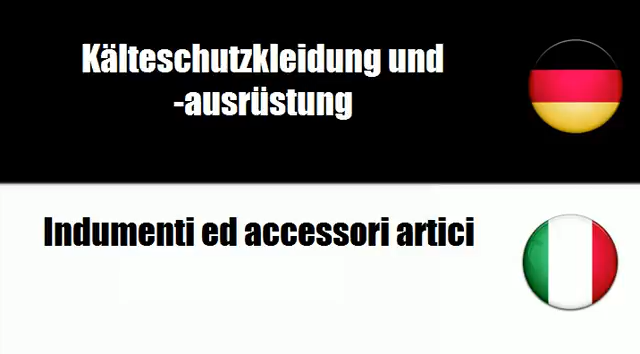 Kälteschutzkleidung und
-ausrüstung
Indumenti ed accessori artici